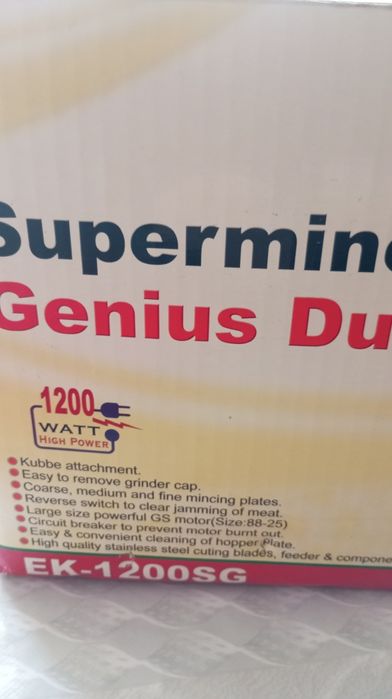 Superminc
Genius Du
1200
WATT
HIGH POWER
Kubbe attachment.
Easy to remove grinder cap.
Coarse, medium and fine mincing plates.
Reverse switch to clear jamming of meat.
Large size powerful GS motor(Size:88-25)
Circuit breaker to prevent motor burnt out.
Easy & convenient cleaning of hopper Plate.
High quality stainless steel cuting blades, feeder & compone
EK-1200SG